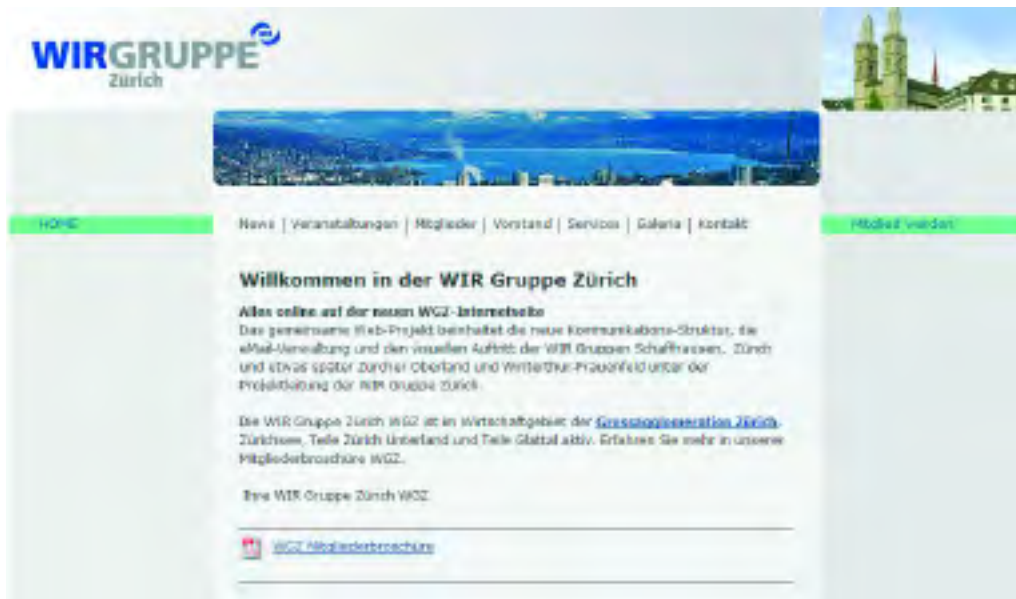 WIRGRUPPE
Zürich
HOME
News | Veranstaltungen | Mitglieder | Vorstand | Services | Galerie | Kontakt
Mitglied werden
Willkommen in der WIR Gruppe Zürich
Alles online auf der neuen WGZ-Internetseite
Das gemeinsame Web-Projekt beinhaltet die neue Kommunikations-Struktur, die
eMail-Verwaltung und den visuellen Auftritt der WIR Gruppen Schaffhausen, Zürich
und etwas später Zürcher Oberland und Winterthur-Frauenfeld unter der
Projektleitung der WIR Gruppe Zürich.
Die WIR Gruppe Zürich WGZ ist im Wirtschaftgebiet der Grossagglomeration Zürich-
Zürichsee, Teile Zürich Unterland und Teile Glattal aktiv. Erfahren Sie mehr in unserer
Mitgliederbroschüre WGZ.
Ihre WIR Gruppe Zürich WGZ
WGZ Mitgliederbroschüre